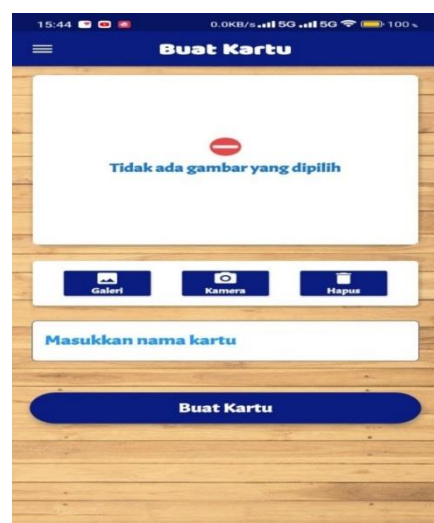 15:44 0.0KB/s 5G 5G 100%
Buat Kartu
Tidak ada gambar yang dipilih
Galeri Kamera Hapus
Masukkan nama kartu
Buat Kartu